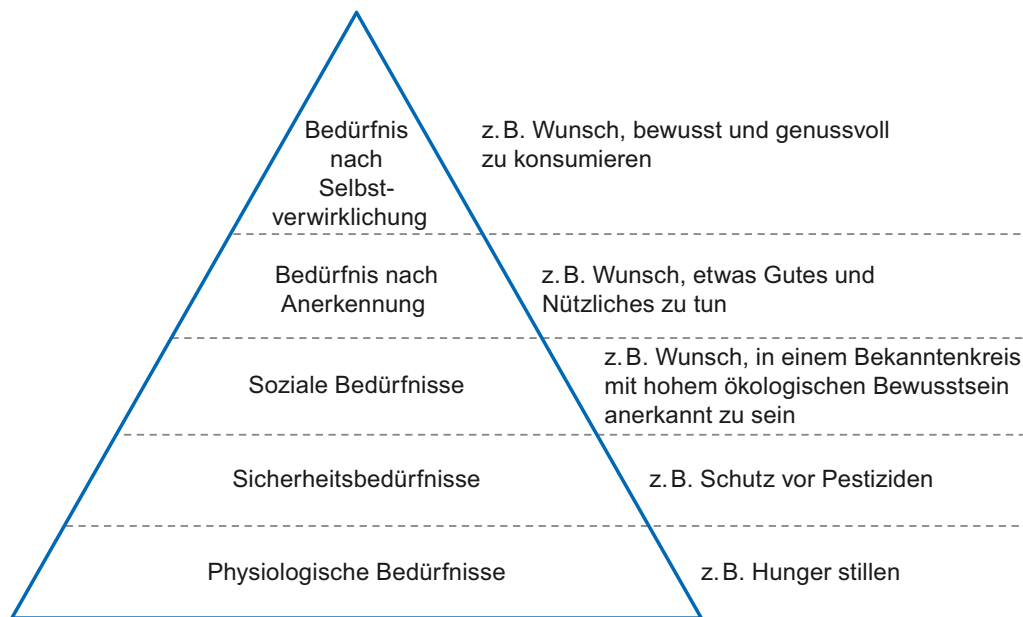 Bedürfnis
nach
Selbst-
verwirklichung
z. B. Wunsch, bewusst und genussvoll
zu konsumieren
Bedürfnis nach
Anerkennung
z. B. Wunsch, etwas Gutes und
Nützliches zu tun
Soziale Bedürfnisse
z. B. Wunsch, in einem Bekanntenkreis
mit hohem ökologischen Bewusstsein
anerkannt zu sein
Sicherheitsbedürfnisse
z. B. Schutz vor Pestiziden
Physiologische Bedürfnisse
z. B. Hunger stillen